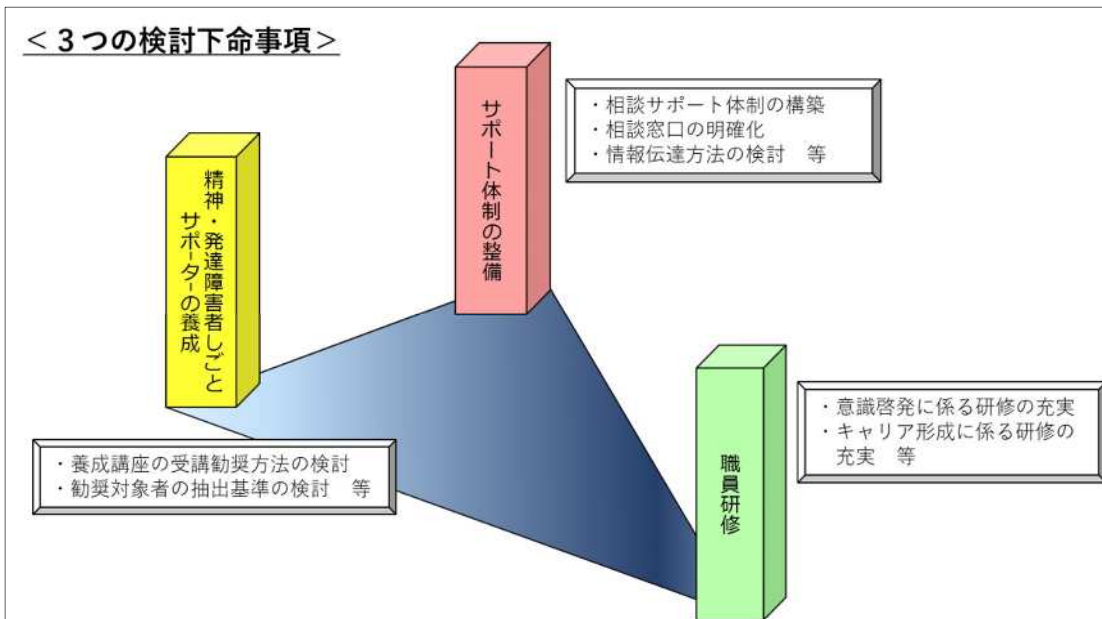 ＜３つの検討下命事項＞
サポート体制の整備
・相談サポート体制の構築
・相談窓口の明確化
・情報伝達方法の検討　等
精神・発達障害者しごと
サポーターの養成
・養成講座の受講勧奨方法の検討
・勧奨対象者の抽出基準の検討　等
職員研修
・意識啓発に係る研修の充実
・キャリア形成に係る研修の
充実　等